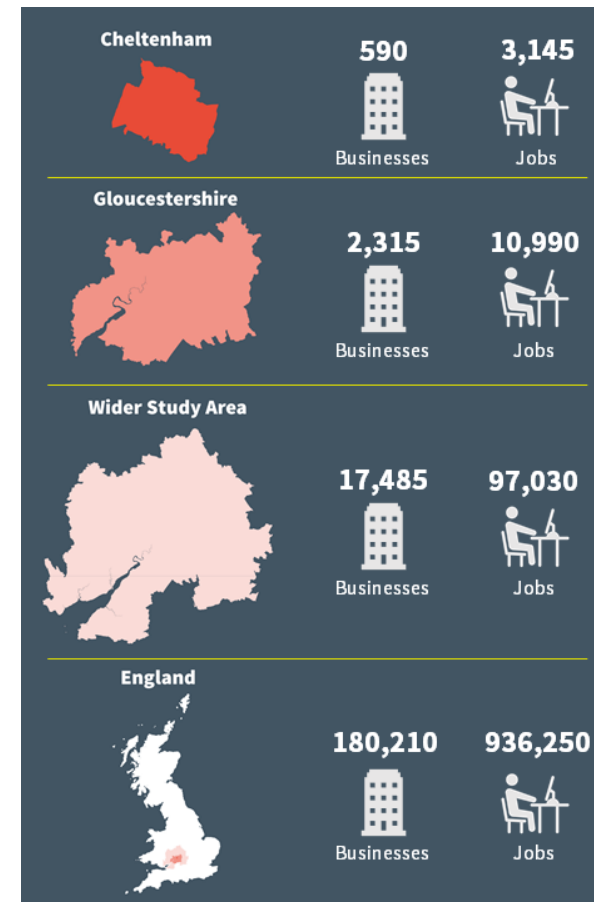 Cheltenham
590
3,145
Businesses
Jobs
Gloucestershire
2,315
10,990
Businesses
Jobs
Wider Study Area
17,485
97,030
Businesses
Jobs
England
180,210
936,250
Businesses
Jobs